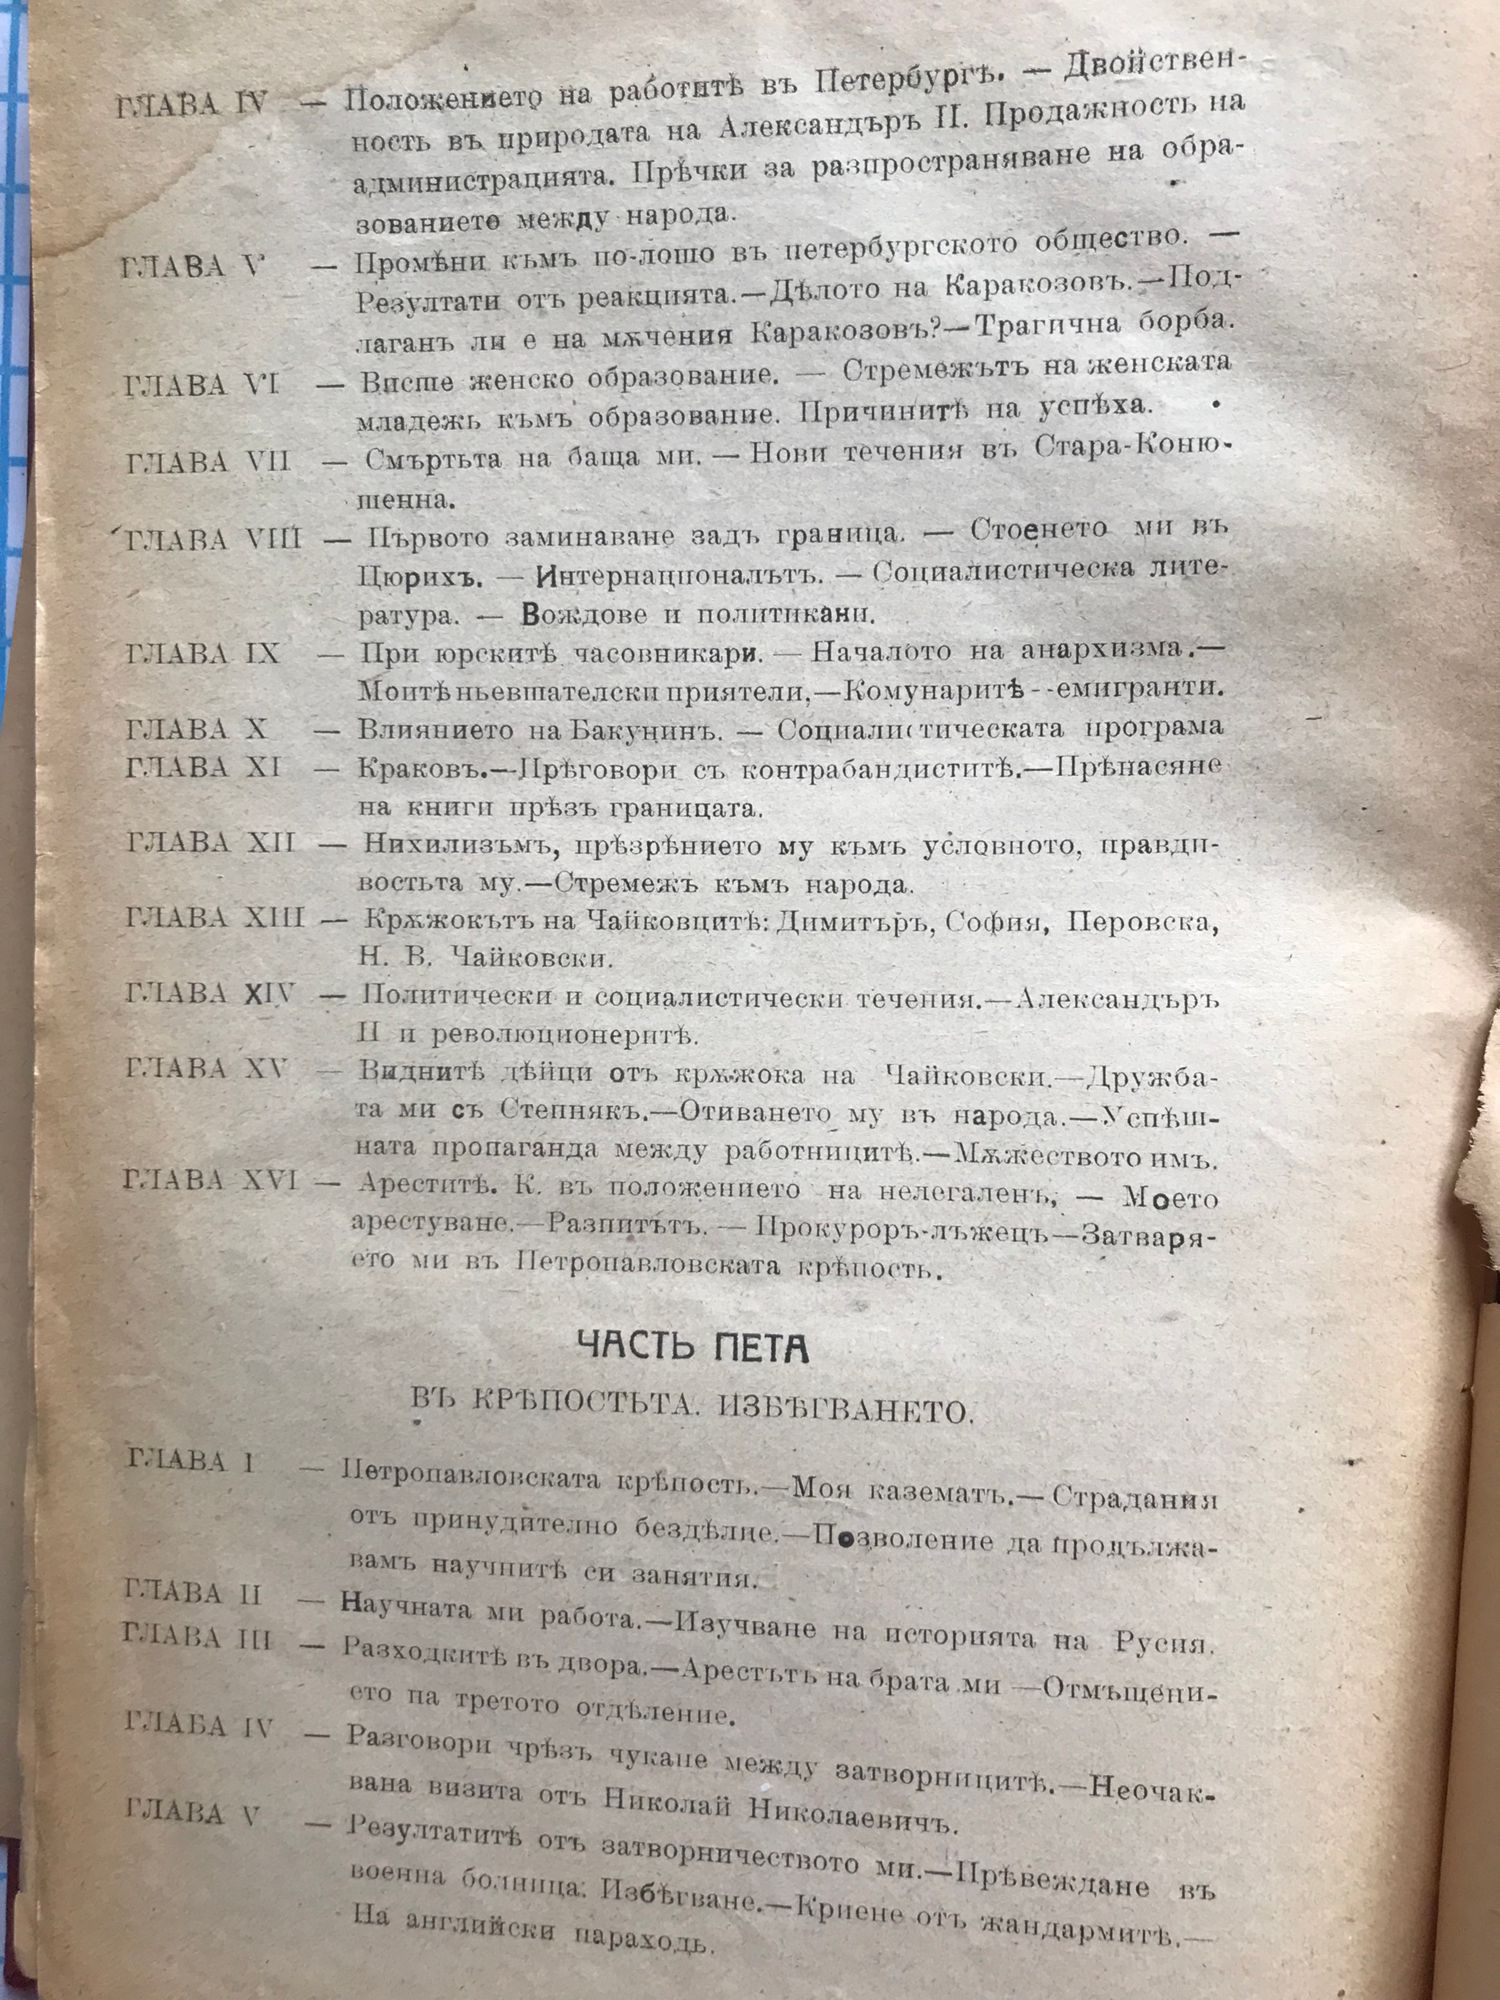 ГЛАВА IV — Положението на работитѣ въ Петербургъ. — Двойствен-
ность въ природата на Александъръ II. Продажность на
администрацията. Прѣчки за разпространяване на обра-
зованието между народа.
ГЛАВА V — Промѣни къмъ по-лошо въ петербургското общество. —
Резултати отъ реакцията.—Дѣлото на Каракозовъ.—Под-
лаганъ ли е на мѫчения Каракозовъ?—Трагична борба.
ГЛАВА VI — Висше женско образование. — Стремежътъ на женската
младежь къмъ образование. Причинитѣ на успѣха.
ГЛАВА VII — Смъртьта на баща ми. — Нови течения въ Стара-Коню-
шенна.
ГЛАВА VIII — Първото заминаване задъ граница. — Стоенето ми въ
Цюрихъ. — Интернационалътъ. — Социалистическа лите-
ратура. — Вождове и политикани.
ГЛАВА IX — При юрскитѣ часовникари. — Началото на анархизма.—
Моитѣ ньевшателски приятели,—Комунаритѣ--емигранти.
ГЛАВА X — Влиянието на Бакунинъ. — Социалистическата програма
ГЛАВА XI — Краковъ.—Прѣговори съ контрабандиститѣ.—Прѣнасяне
на книги прѣзъ границата.
ГЛАВА XII — Нихилизъмъ, прѣзрѣнието му къмъ условното, правди-
востьта му.—Стремежъ къмъ народа.
ГЛАВА XIII — Крѫжокътъ на Чайковцитѣ: Димитъръ, София, Перовска,
Н. В. Чайковски.
ГЛАВА XIV — Политически и социалистически течения.—Александъръ
II и революционеритѣ.
ГЛАВА XV — Виднитѣ дѣйци отъ крѫжока на Чайковски.—Дружба-
та ми съ Степнякъ.—Отиването му въ народа.—Успѣш-
ната пропаганда между работницитѣ.—Мѫжеството имъ.
ГЛАВА XVI —Ареститѣ. К. въ положението на нелегаленъ, — Моето
арестуване.—Разпитътъ. — Прокуроръ-лъжецъ—Затваря-
ето ми въ Петропавловската крѣпость.
ЧАСТЬ ПЕТА
ВЪ КРѢПОСТЬТА. ИЗБѢГВАНЕТО.
ГЛАВА I — Петропавловската крѣпость.—Моя казематъ.—Страдания
отъ принудително бездѣлие.—Позволение да продължа-
вамъ научнитѣ си занятия.
ГЛАВА II — Научната ми работа.—Изучване на историята на Русия.
ГЛАВА III — Разходкитѣ въ двора.—Арестътъ на брата ми —Отмъщени-
ето па третото отдѣление.
ГЛАБА IV — Разговори чрѣзъ чукане между затворницитѣ.—Неочак-
вана визита отъ Николай Николаевичъ.
ГЛАВА V — Резултатитѣ отъ затворничеството ми.—Прѣвеждане въ
военна болница. Избѣгване.—Криене отъ жандармитѣ.—
На английски параходъ.